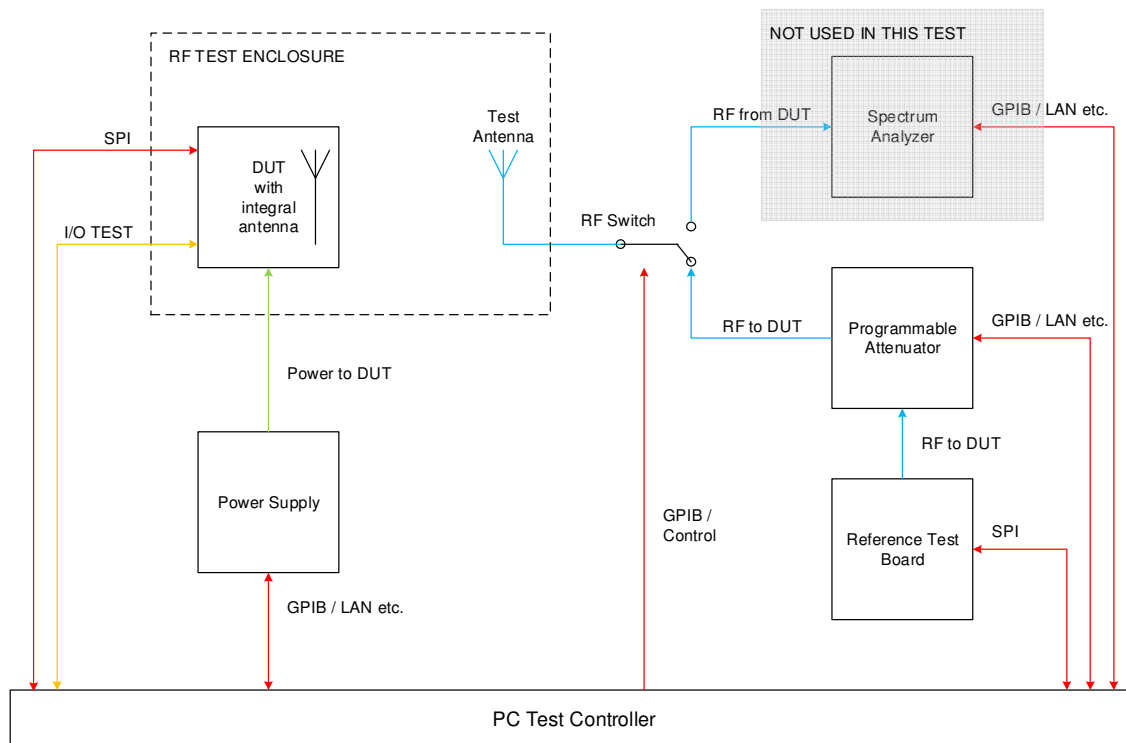 NOT USED IN THIS TEST
RF TEST ENCLOSURE
Test
Antenna
RF from DUT
Spectrum
Analyzer
GPIB / LAN etc.
SPI
DUT
with
integral
antenna
RF Switch
I/O TEST
RF to DUT
Programmable
Attenuator
GPIB / LAN etc.
Power to DUT
RF to DUT
Power Supply
GPIB /
Control
Reference Test
Board
SPI
GPIB / LAN etc.
PC Test Controller